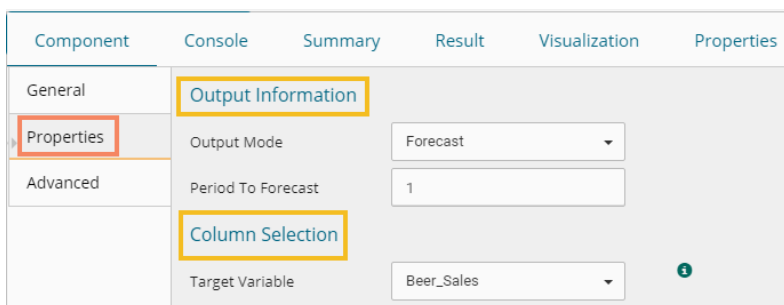 Component Console Summary Result Visualization Properties
General
Properties
Advanced
Output Information
Output Mode Forecast
Period To Forecast 1
Column Selection
Target Variable Beer_Sales